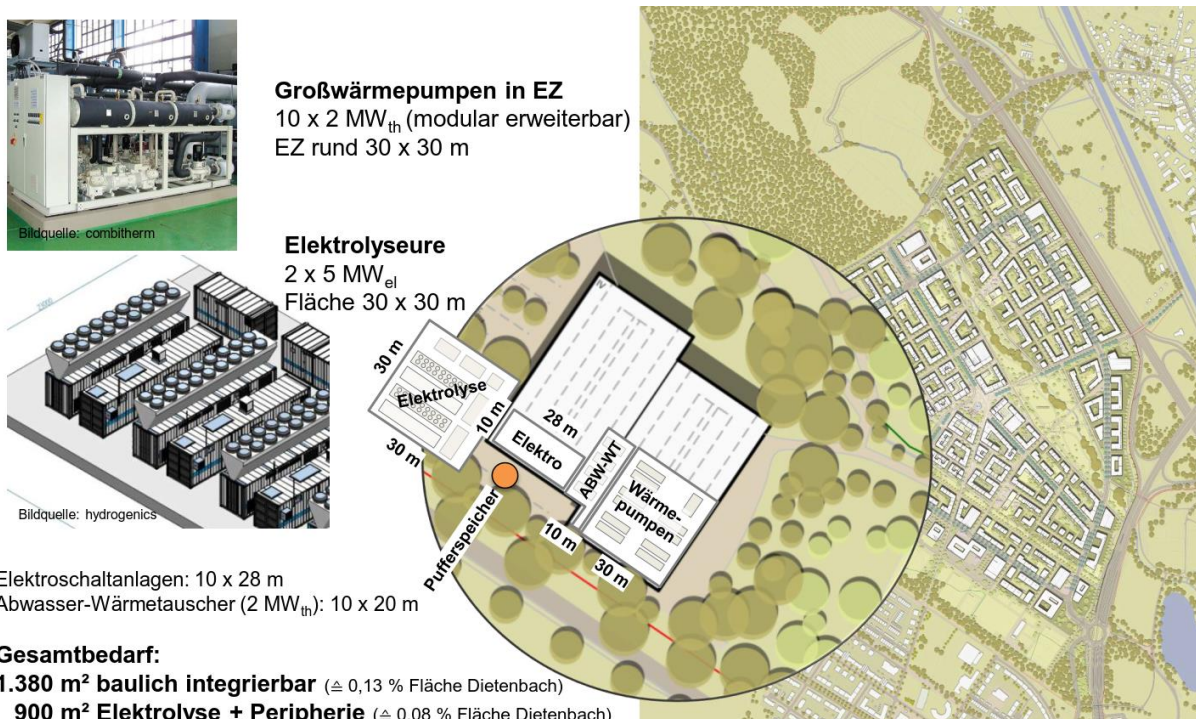 Großwärmepumpen in EZ
10 x 2 MWth (modular erweiterbar)
EZ rund 30 x 30 m
Bildquelle: combitherm
Elektrolyseure
2 x 5 MWel
Fläche 30 x 30 m
Bildquelle: hydrogenics
30 m
Elektrolyse
30 m
10 m
28 m
Elektro
ABW-WT
Wärme-
pumpen
Pufferspeicher
10 m
30 m
Elektroschaltanlagen: 10 x 28 m
Abwasser-Wärmetauscher (2 MWth): 10 x 20 m
Gesamtbedarf:
1.380 m² baulich integrierbar (≙ 0,13 % Fläche Dietenbach)
900 m² Elektrolyse + Peripherie (≙ 0,08 % Fläche Dietenbach)